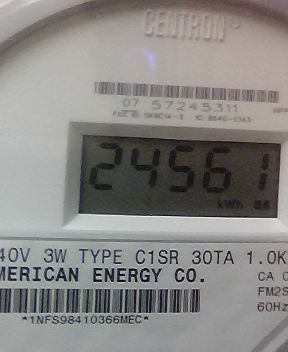 CENTRON®
07 57245311
24561
kWh
40V 3W TYPE C1SR 30TA 1.0K
MERICAN ENERGY CO.
CA
FM2S
60Hz
*1NFS98410366MEC*